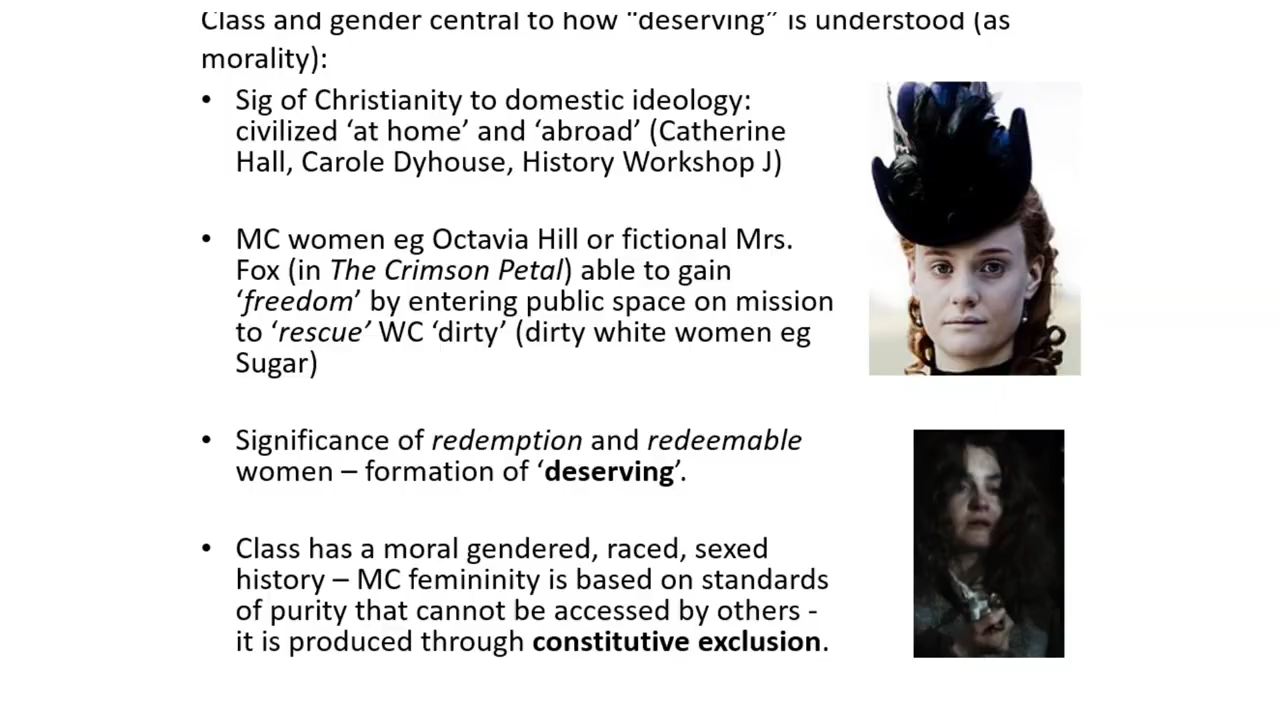 Class and gender central to how “deserving” is understood (as
morality):
• Sig of Christianity to domestic ideology:
civilized ‘at home’ and ‘abroad’ (Catherine
Hall, Carole Dyhouse, History Workshop J)
• MC women eg Octavia Hill or fictional Mrs.
Fox (in The Crimson Petal) able to gain
‘freedom’ by entering public space on mission
to ‘rescue’ WC ‘dirty’ (dirty white women eg
Sugar)
• Significance of redemption and redeemable
women – formation of ‘deserving’.
• Class has a moral gendered, raced, sexed
history – MC femininity is based on standards
of purity that cannot be accessed by others -
it is produced through constitutive exclusion.